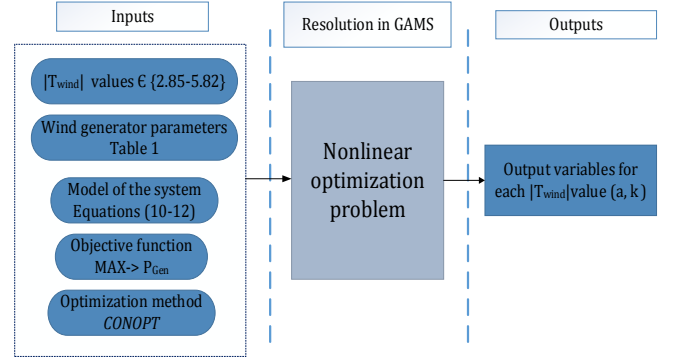 Inputs
Resolution in GAMS
Outputs
|Twind| values Є {2.85-5.82}
Wind generator parameters
Table 1
Model of the system
Equations (10-12)
Objective function
MAX-> PGen
Optimization method
CONOPT
Nonlinear
optimization
problem
Output variables for
each |Twind|value (a, k)